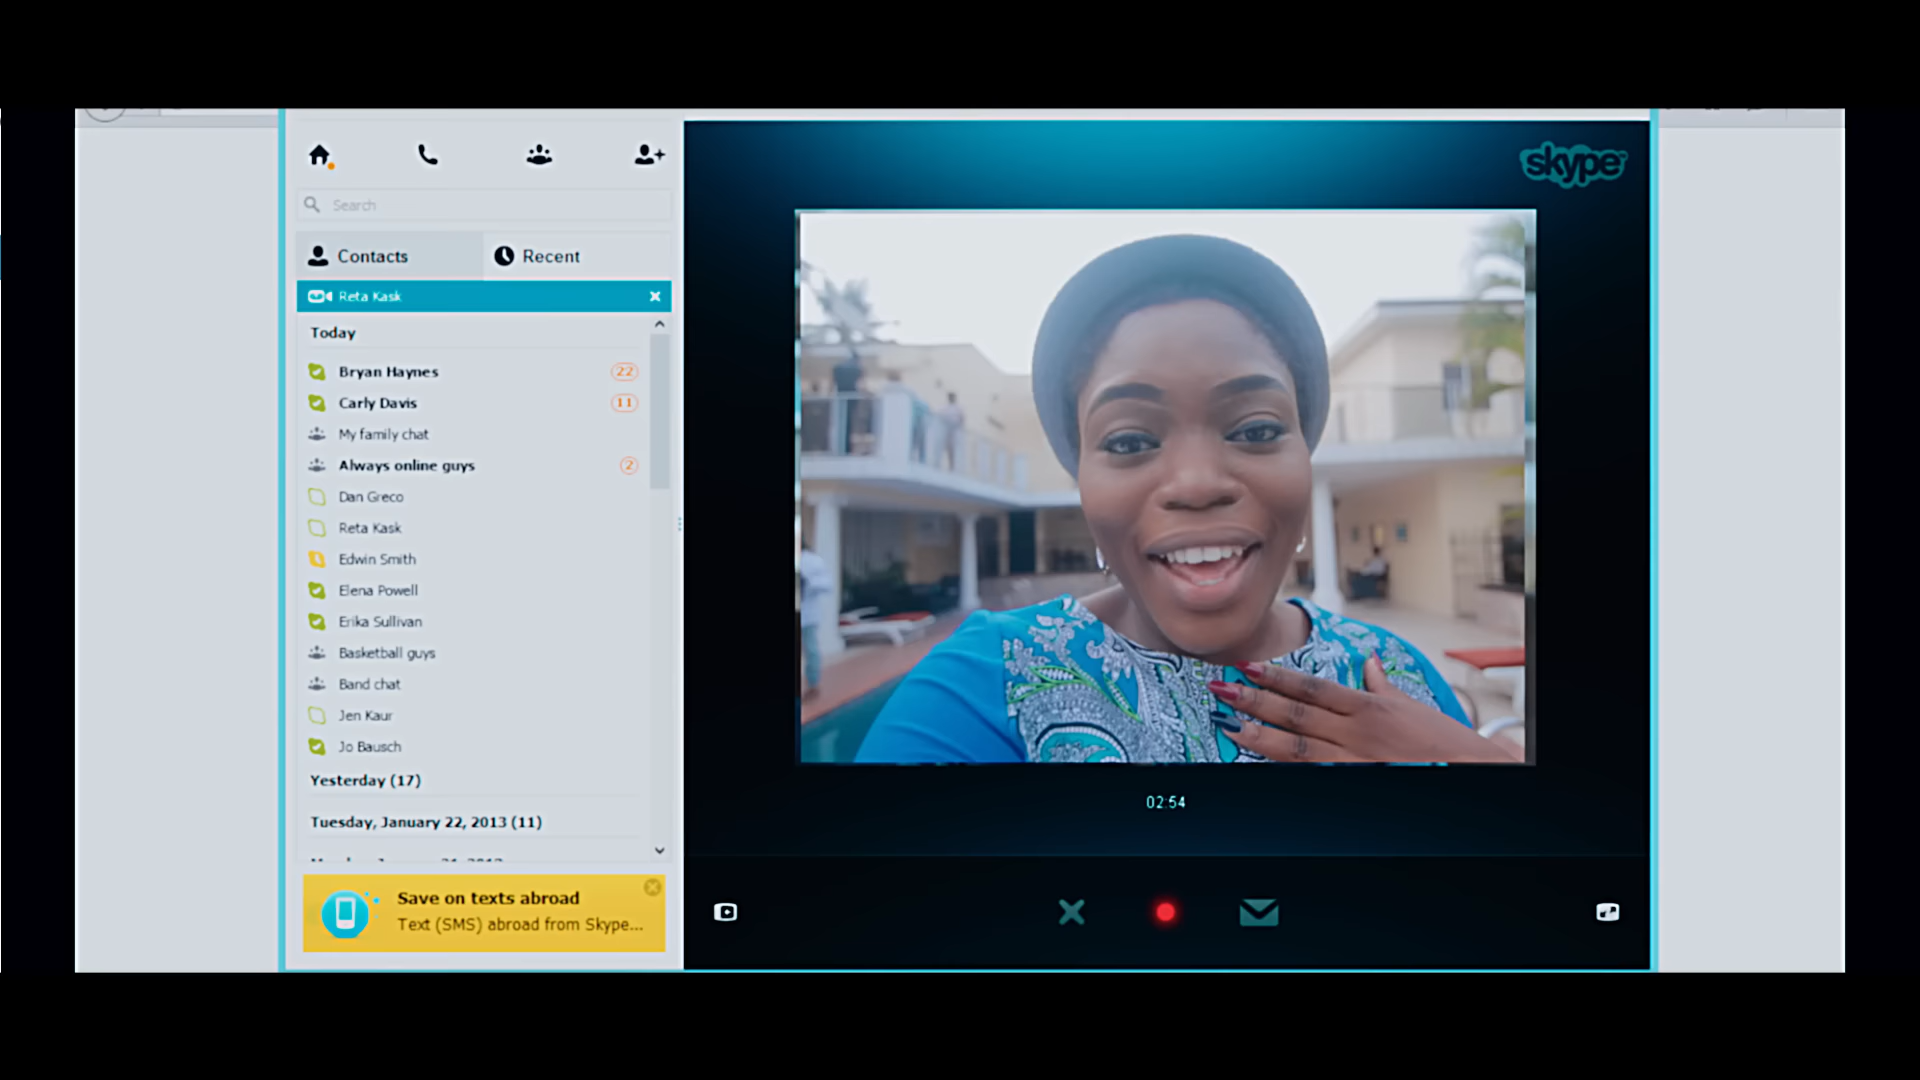 skype
Search
Contacts
Recent
Reta Kask
Today
Bryan Haynes 22
Carly Davis 11
My family chat
Always online guys 2
Dan Greco
Reta Kask
Edwin Smith
Elena Powell
Erika Sullivan
Basketball guys
Band chat
Jen Kaur
Jo Bausch
Yesterday (17)
Tuesday, January 22, 2013 (11)
Save on texts abroad
Text (SMS) abroad from Skype...
02:54